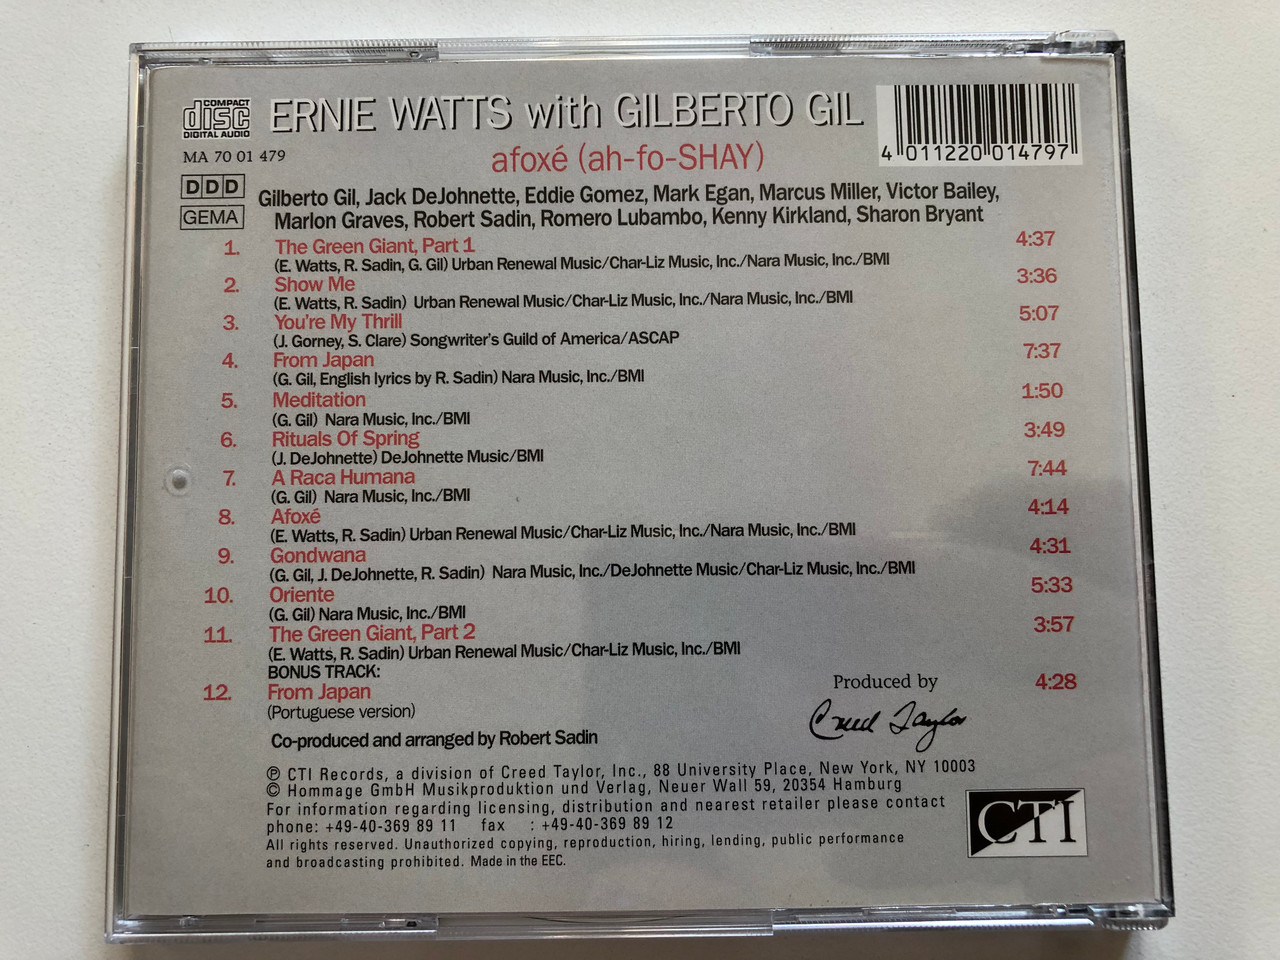 COMPACT
disc
DIGITAL AUDIO
ERNIE WATTS with GILBERTO GIL
4 011220 014797
MA 70 01 479
afoxé (ah-fo-SHAY)
DDD
GEMA
Gilberto Gil, Jack DeJohnette, Eddie Gomez, Mark Egan, Marcus Miller, Victor Bailey,
Marlon Graves, Robert Sadin, Romero Lubambo, Kenny Kirkland, Sharon Bryant
1. The Green Giant, Part 1 4:37
(E. Watts, R. Sadin, G. Gil) Urban Renewal Music/Char-Liz Music, Inc./Nara Music, Inc./BMI
2. Show Me 3:36
(E. Watts, R. Sadin) Urban Renewal Music/Char-Liz Music, Inc./Nara Music, Inc./BMI
3. You're My Thrill 5:07
(J. Gorney, S. Clare) Songwriter's Guild of America/ASCAP
4. From Japan 7:37
(G. Gil, English lyrics by R. Sadin) Nara Music, Inc./BMI
5. Meditation 1:50
(G. Gil) Nara Music, Inc./BMI
6. Rituals Of Spring 3:49
(J. DeJohnette) DeJohnette Music/BMI
7. A Raca Humana 7:44
(G. Gil) Nara Music, Inc./BMI
8. Afoxé 4:14
(E. Watts, R. Sadin) Urban Renewal Music/Char-Liz Music, Inc./Nara Music, Inc./BMI
9. Gondwana 4:31
(G. Gil, J. DeJohnette, R. Sadin) Nara Music, Inc./DeJohnette Music/Char-Liz Music, Inc./BMI
10. Oriente 5:33
(G. Gil) Nara Music, Inc./BMI
11. The Green Giant, Part 2 3:57
(E. Watts, R. Sadin) Urban Renewal Music/Char-Liz Music, Inc./BMI
BONUS TRACK:
12. From Japan 4:28
(Portuguese version)
Produced by
Creed Taylor
Co-produced and arranged by Robert Sadin
℗ CTI Records, a division of Creed Taylor, Inc., 88 University Place, New York, NY 10003
© Hommage GmbH Musikproduktion und Verlag, Neuer Wall 59, 20354 Hamburg
For information regarding licensing, distribution and nearest retailer please contact
phone: +49-40-369 89 11 fax : +49-40-369 89 12
All rights reserved. Unauthorized copying, reproduction, hiring, lending, public performance
and broadcasting prohibited. Made in the EEC.
CTI